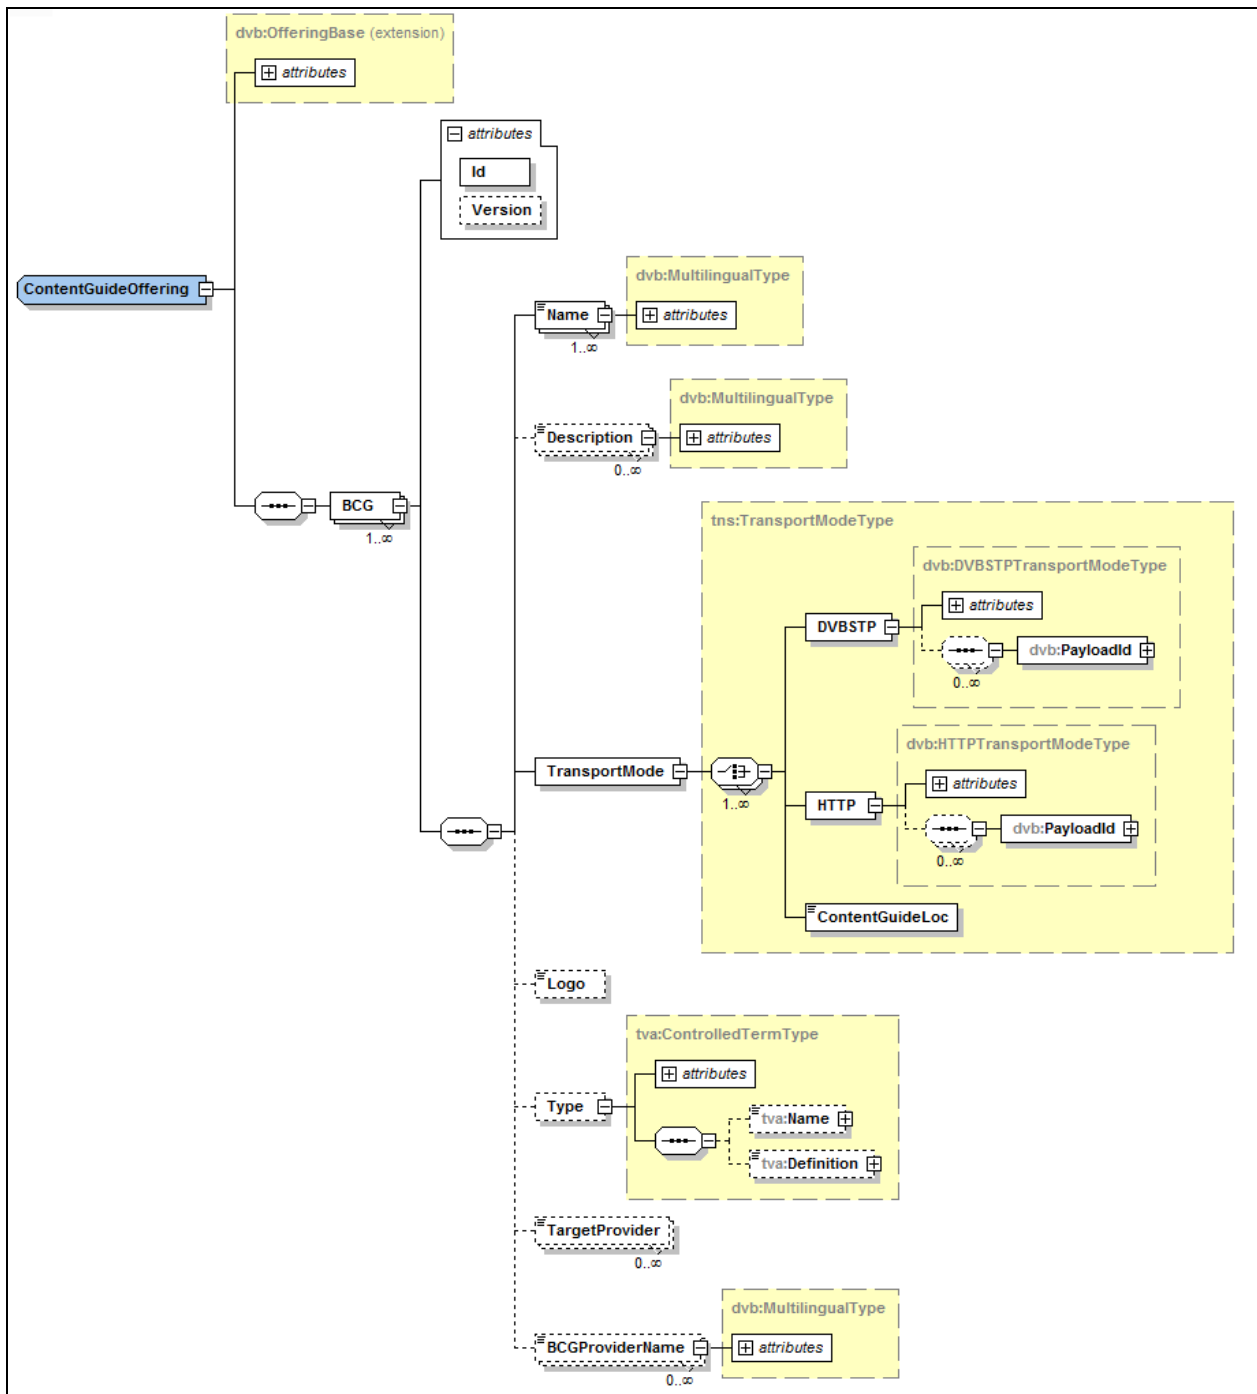 dvb:OfferingBase (extension)
attributes
attributes
Id
Version
ContentGuideOffering
dvb:MultilingualType
Name
attributes
1..∞
dvb:MultilingualType
Description
attributes
0..∞
BCG
1..∞
tns:TransportModeType
dvb:DVBSTPTransportModeType
attributes
DVBSTP
dvb:PayloadId
0..∞
dvb:HTTPTransportModeType
TransportMode
attributes
1..∞
HTTP
dvb:PayloadId
0..∞
ContentGuideLoc
Logo
tva:ControlledTermType
attributes
Type
tva:Name
tva:Definition
TargetProvider
0..∞
dvb:MultilingualType
BCGProviderName
attributes
0..∞